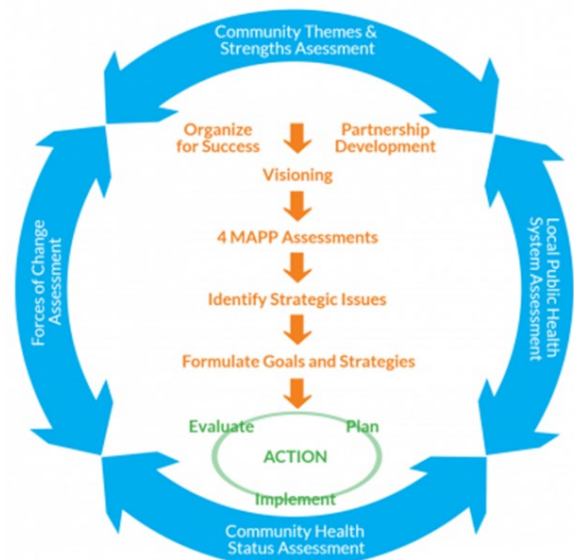 Community Themes &
Strengths Assessment
Organize
for Success
Partnership
Development
Visioning
4 MAPP Assessments
Forces of Change
Assessment
Local Public Health
System Assessment
Identify Strategic Issues
Formulate Goals and Strategies
Evaluate
Plan
ACTION
Implement
Community Health
Status Assessment